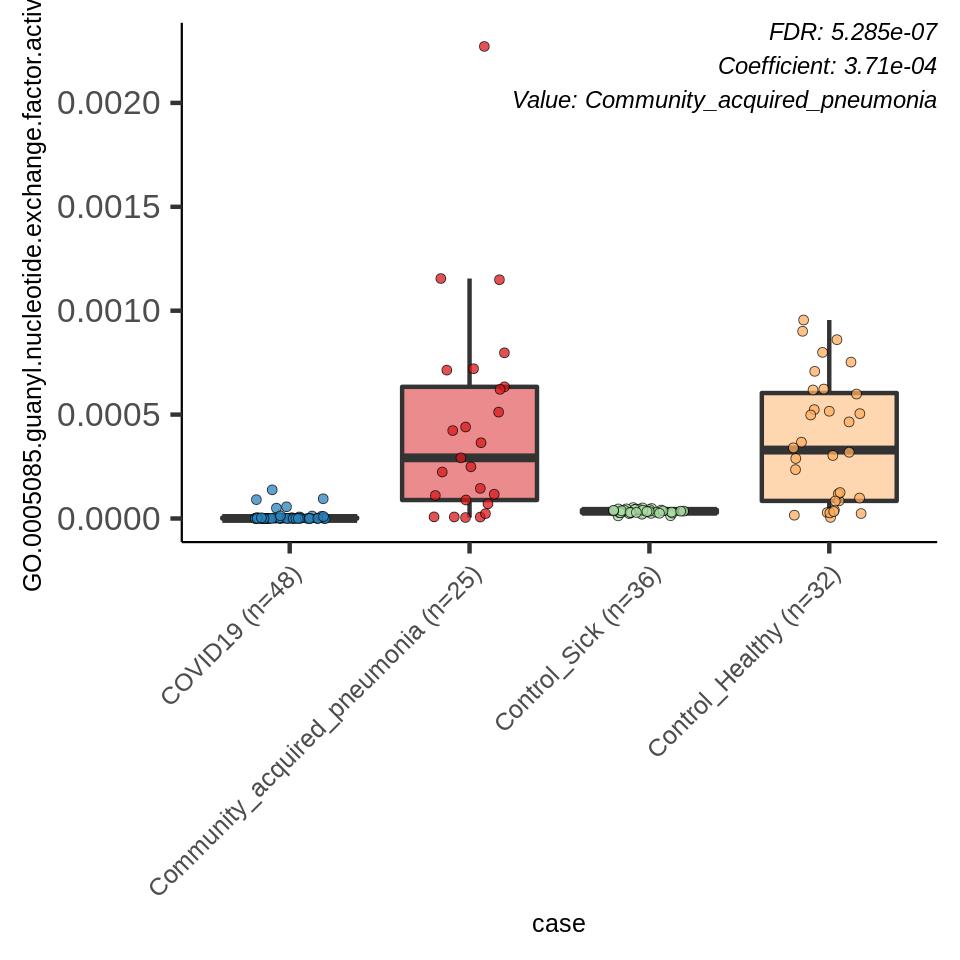 FDR: 5.285e-07
Coefficient: 3.71e-04
Value: Community_acquired_pneumonia
GO.0005085.guanyl.nucleotide.exchange.factor.activ
0.0020
0.0015
0.0010
0.0005
0.0000
COVID19 (n=48)
Community_acquired_pneumonia (n=25)
Control_Sick (n=36)
Control_Healthy (n=32)
case